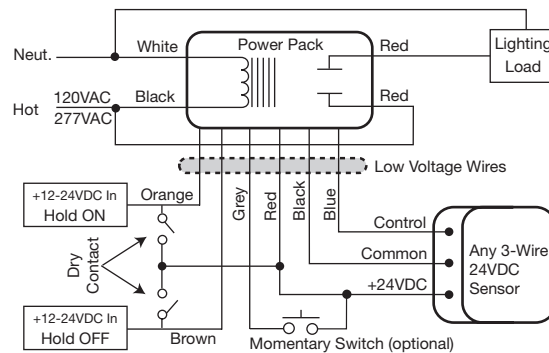 Neut.
White
Power Pack
Red
Lighting
Load
Hot
120VAC
277VAC
Black
Red
Low Voltage Wires
+12-24VDC In
Hold ON
Orange
Grey
Red
Black
Blue
Control
Common
+24VDC
Any 3-Wire
24VDC
Sensor
Dry
Contact
+12-24VDC In
Hold OFF
Brown
Momentary Switch (optional)